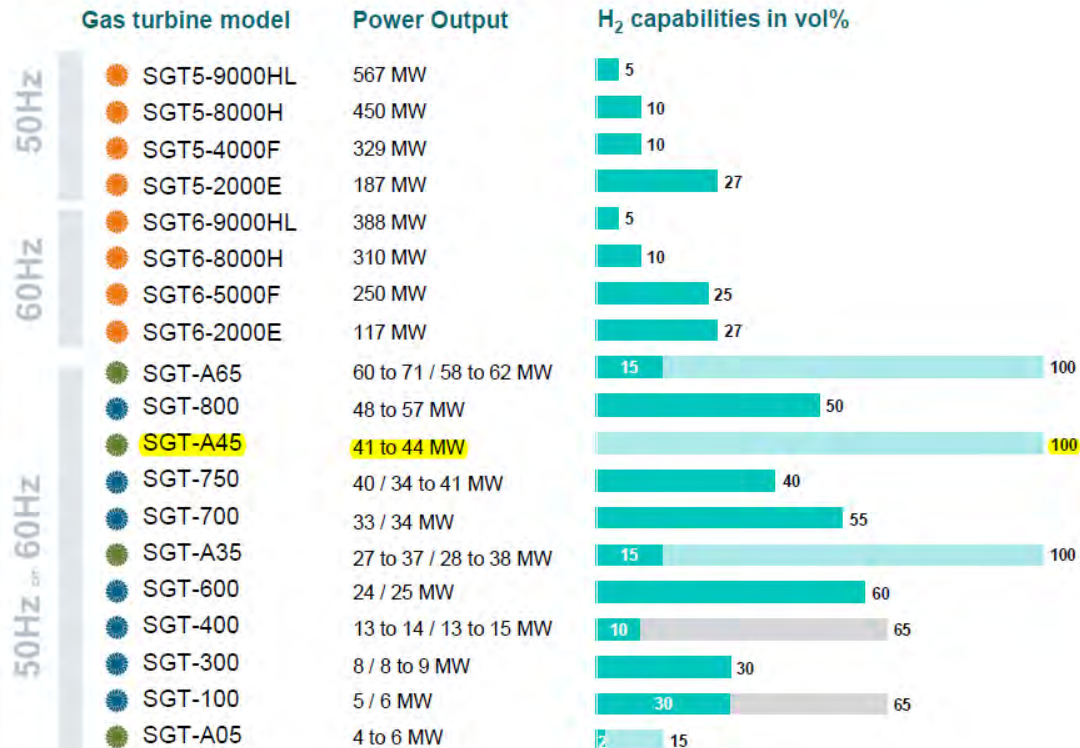 Gas turbine model Power Output H2 capabilities in vol%
50Hz
SGT5-9000HL 567 MW 5
SGT5-8000H 450 MW 10
SGT5-4000F 329 MW 10
SGT5-2000E 187 MW 27
60Hz
SGT6-9000HL 388 MW 5
SGT6-8000H 310 MW 10
SGT6-5000F 250 MW 25
SGT6-2000E 117 MW 27
50Hz or 60Hz
SGT-A65 60 to 71 / 58 to 62 MW 15 100
SGT-800 48 to 57 MW 50
SGT-A45 41 to 44 MW 100
SGT-750 40 / 34 to 41 MW 40
SGT-700 33 / 34 MW 55
SGT-A35 27 to 37 / 28 to 38 MW 15 100
SGT-600 24 / 25 MW 60
SGT-400 13 to 14 / 13 to 15 MW 10 65
SGT-300 8 / 8 to 9 MW 30
SGT-100 5 / 6 MW 30 65
SGT-A05 4 to 6 MW 2 15